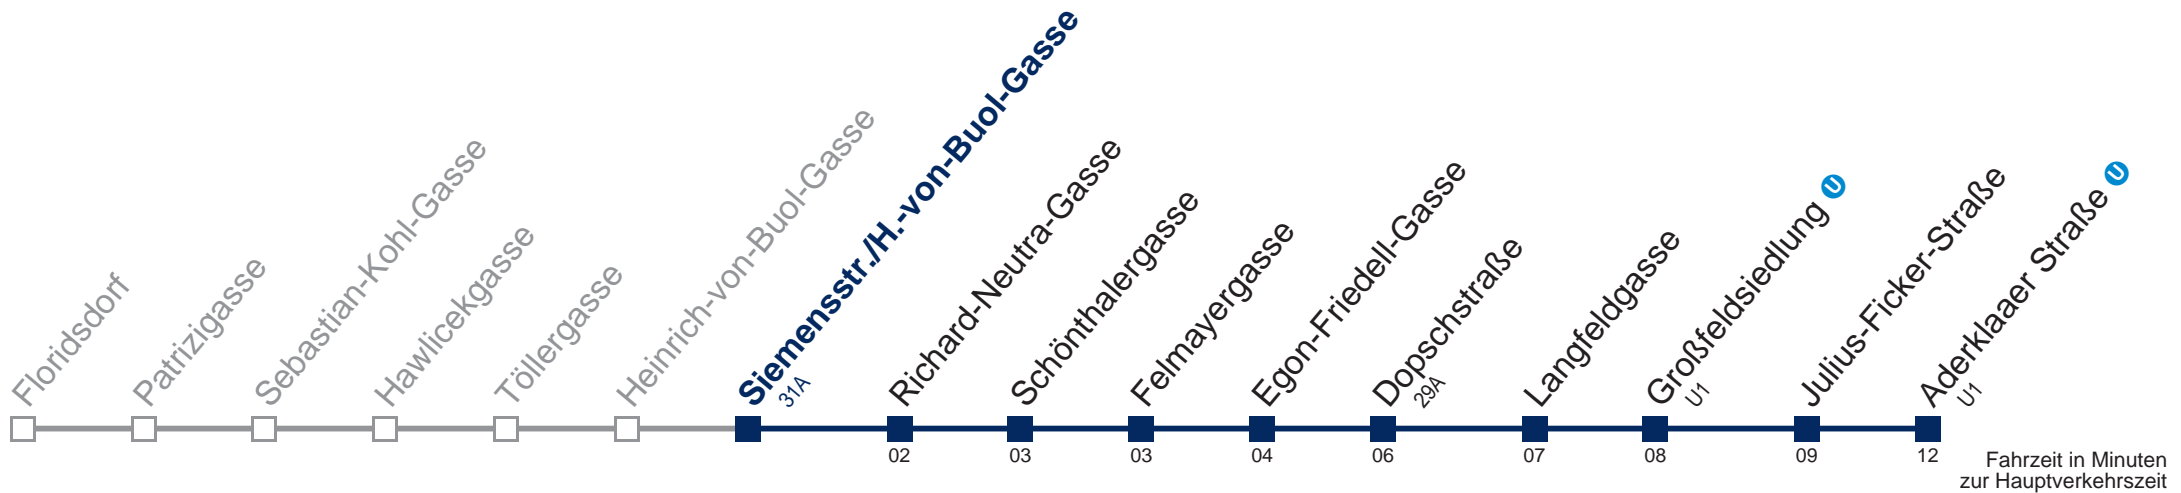 Floridsdorf
Patrizigasse
Sebastian-Kohl-Gasse
Hawlicekgasse
Töllergasse
Heinrich-von-Buol-Gasse
Siemensstr./H.-von-Buol-Gasse
31A
Richard-Neutra-Gasse
Schönthalergasse
Felmayergasse
Egon-Friedell-Gasse
Dopschstraße
29A
Langfeldgasse
Großfeldsiedlung U
U1
Julius-Ficker-Straße
Aderklaaer Straße U
U1
02 03 03 04 06 07 08 09 12
Fahrzeit in Minuten
zur Hauptverkehrszeit